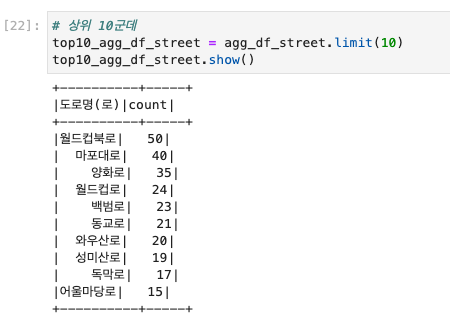 [22]: # 상위 10군데
top10_agg_df_street = agg_df_street.limit(10)
top10_agg_df_street.show()
+----------+-----+
|도로명(로)|count|
+----------+-----+
|월드컵북로|   50|
|  마포대로|   40|
|    양화로|   35|
|  월드컵로|   24|
|    백범로|   23|
|    동교로|   21|
|  와우산로|   20|
|  성미산로|   19|
|    독막로|   17|
|어울마당로|   15|
+----------+-----+